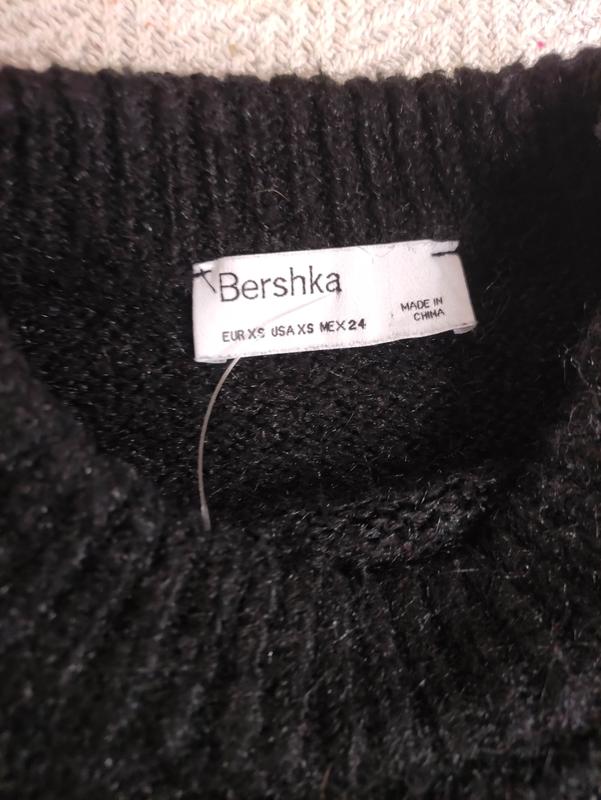 Bershka
EUR XS USA XS MEX 24
MADE IN
CHINA